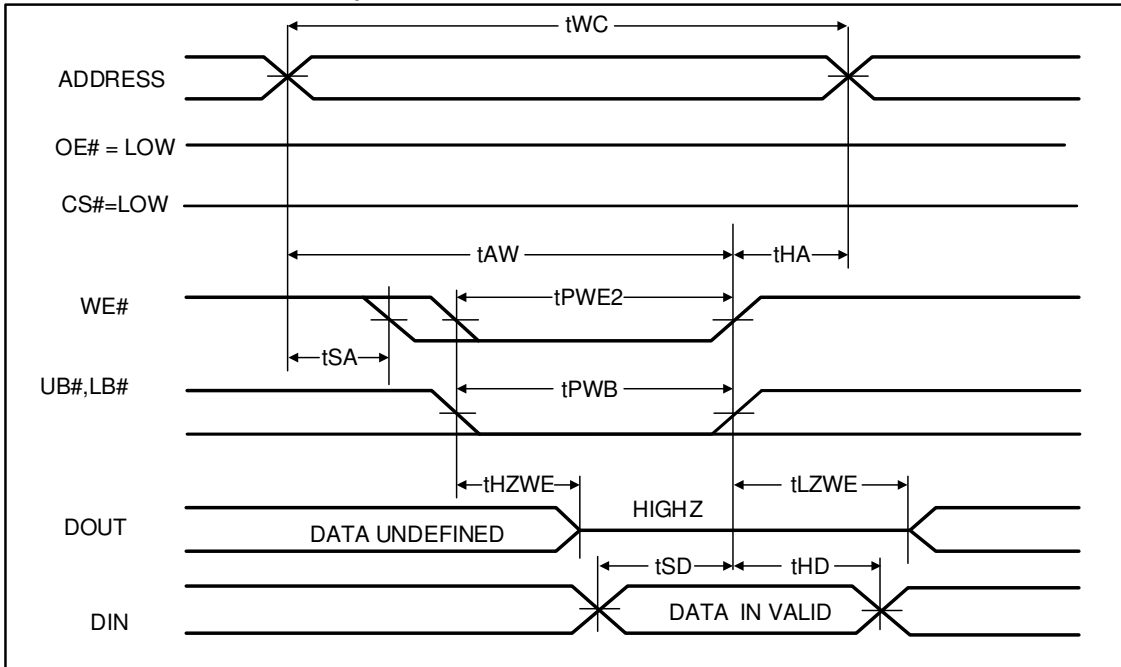 tWC
ADDRESS
OE# = LOW
CS#=LOW
tAW
tHA
WE#
tPWE2
tSA
UB#,LB#
tPWB
tHZWE
tLZWE
HIGHZ
DOUT
DATA UNDEFINED
tSD
tHD
DIN
DATA IN VALID